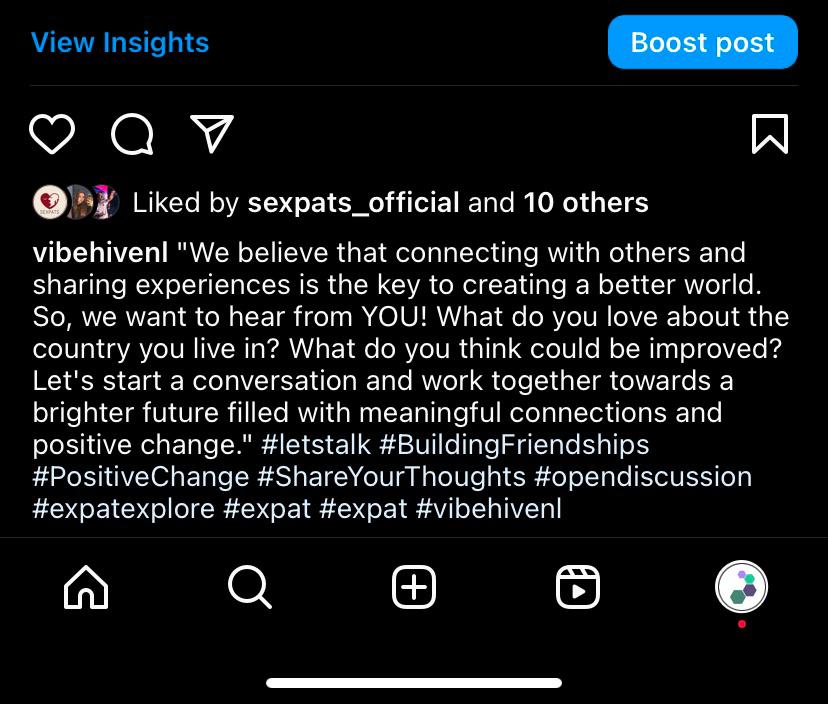 View Insights
Boost post
Liked by sexpats_official and 10 others
vibehivenl "We believe that connecting with others and
sharing experiences is the key to creating a better world.
So, we want to hear from YOU! What do you love about the
country you live in? What do you think could be improved?
Let's start a conversation and work together towards a
brighter future filled with meaningful connections and
positive change." #letstalk #BuildingFriendships
#PositiveChange #ShareYourThoughts #opendiscussion
#expatexplore #expat #expat #vibehivenl